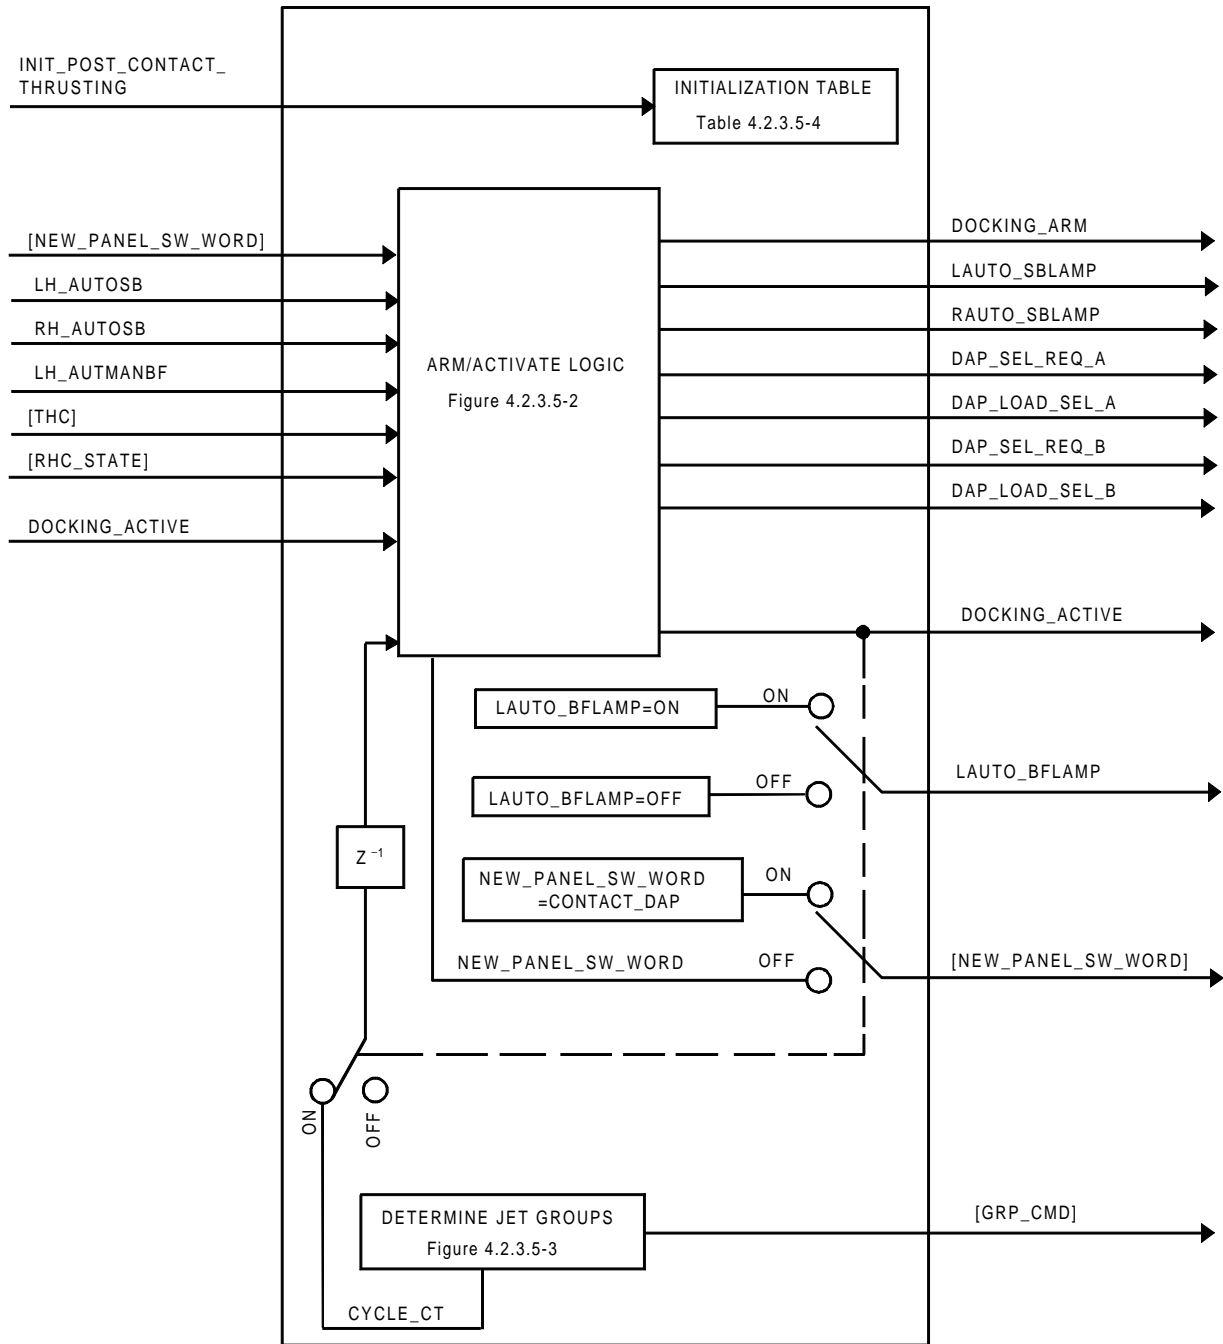 INIT_POST_CONTACT_
THRUSTING
INITIALIZATION TABLE
Table 4.2.3.5-4
[NEW_PANEL_SW_WORD]
LH_AUTOSB
RH_AUTOSB
LH_AUTMANBF
[THC]
[RHC_STATE]
DOCKING_ACTIVE
ARM/ACTIVATE LOGIC
Figure 4.2.3.5-2
DOCKING_ARM
LAUTO_SBLAMP
RAUTO_SBLAMP
DAP_SEL_REQ_A
DAP_LOAD_SEL_A
DAP_SEL_REQ_B
DAP_LOAD_SEL_B
DOCKING_ACTIVE
LAUTO_BFLAMP=ON
ON
LAUTO_BFLAMP=OFF
OFF
LAUTO_BFLAMP
Z⁻¹
NEW_PANEL_SW_WORD
=CONTACT_DAP
ON
NEW_PANEL_SW_WORD
OFF
[NEW_PANEL_SW_WORD]
ON
OFF
DETERMINE JET GROUPS
Figure 4.2.3.5-3
[GRP_CMD]
CYCLE_CT